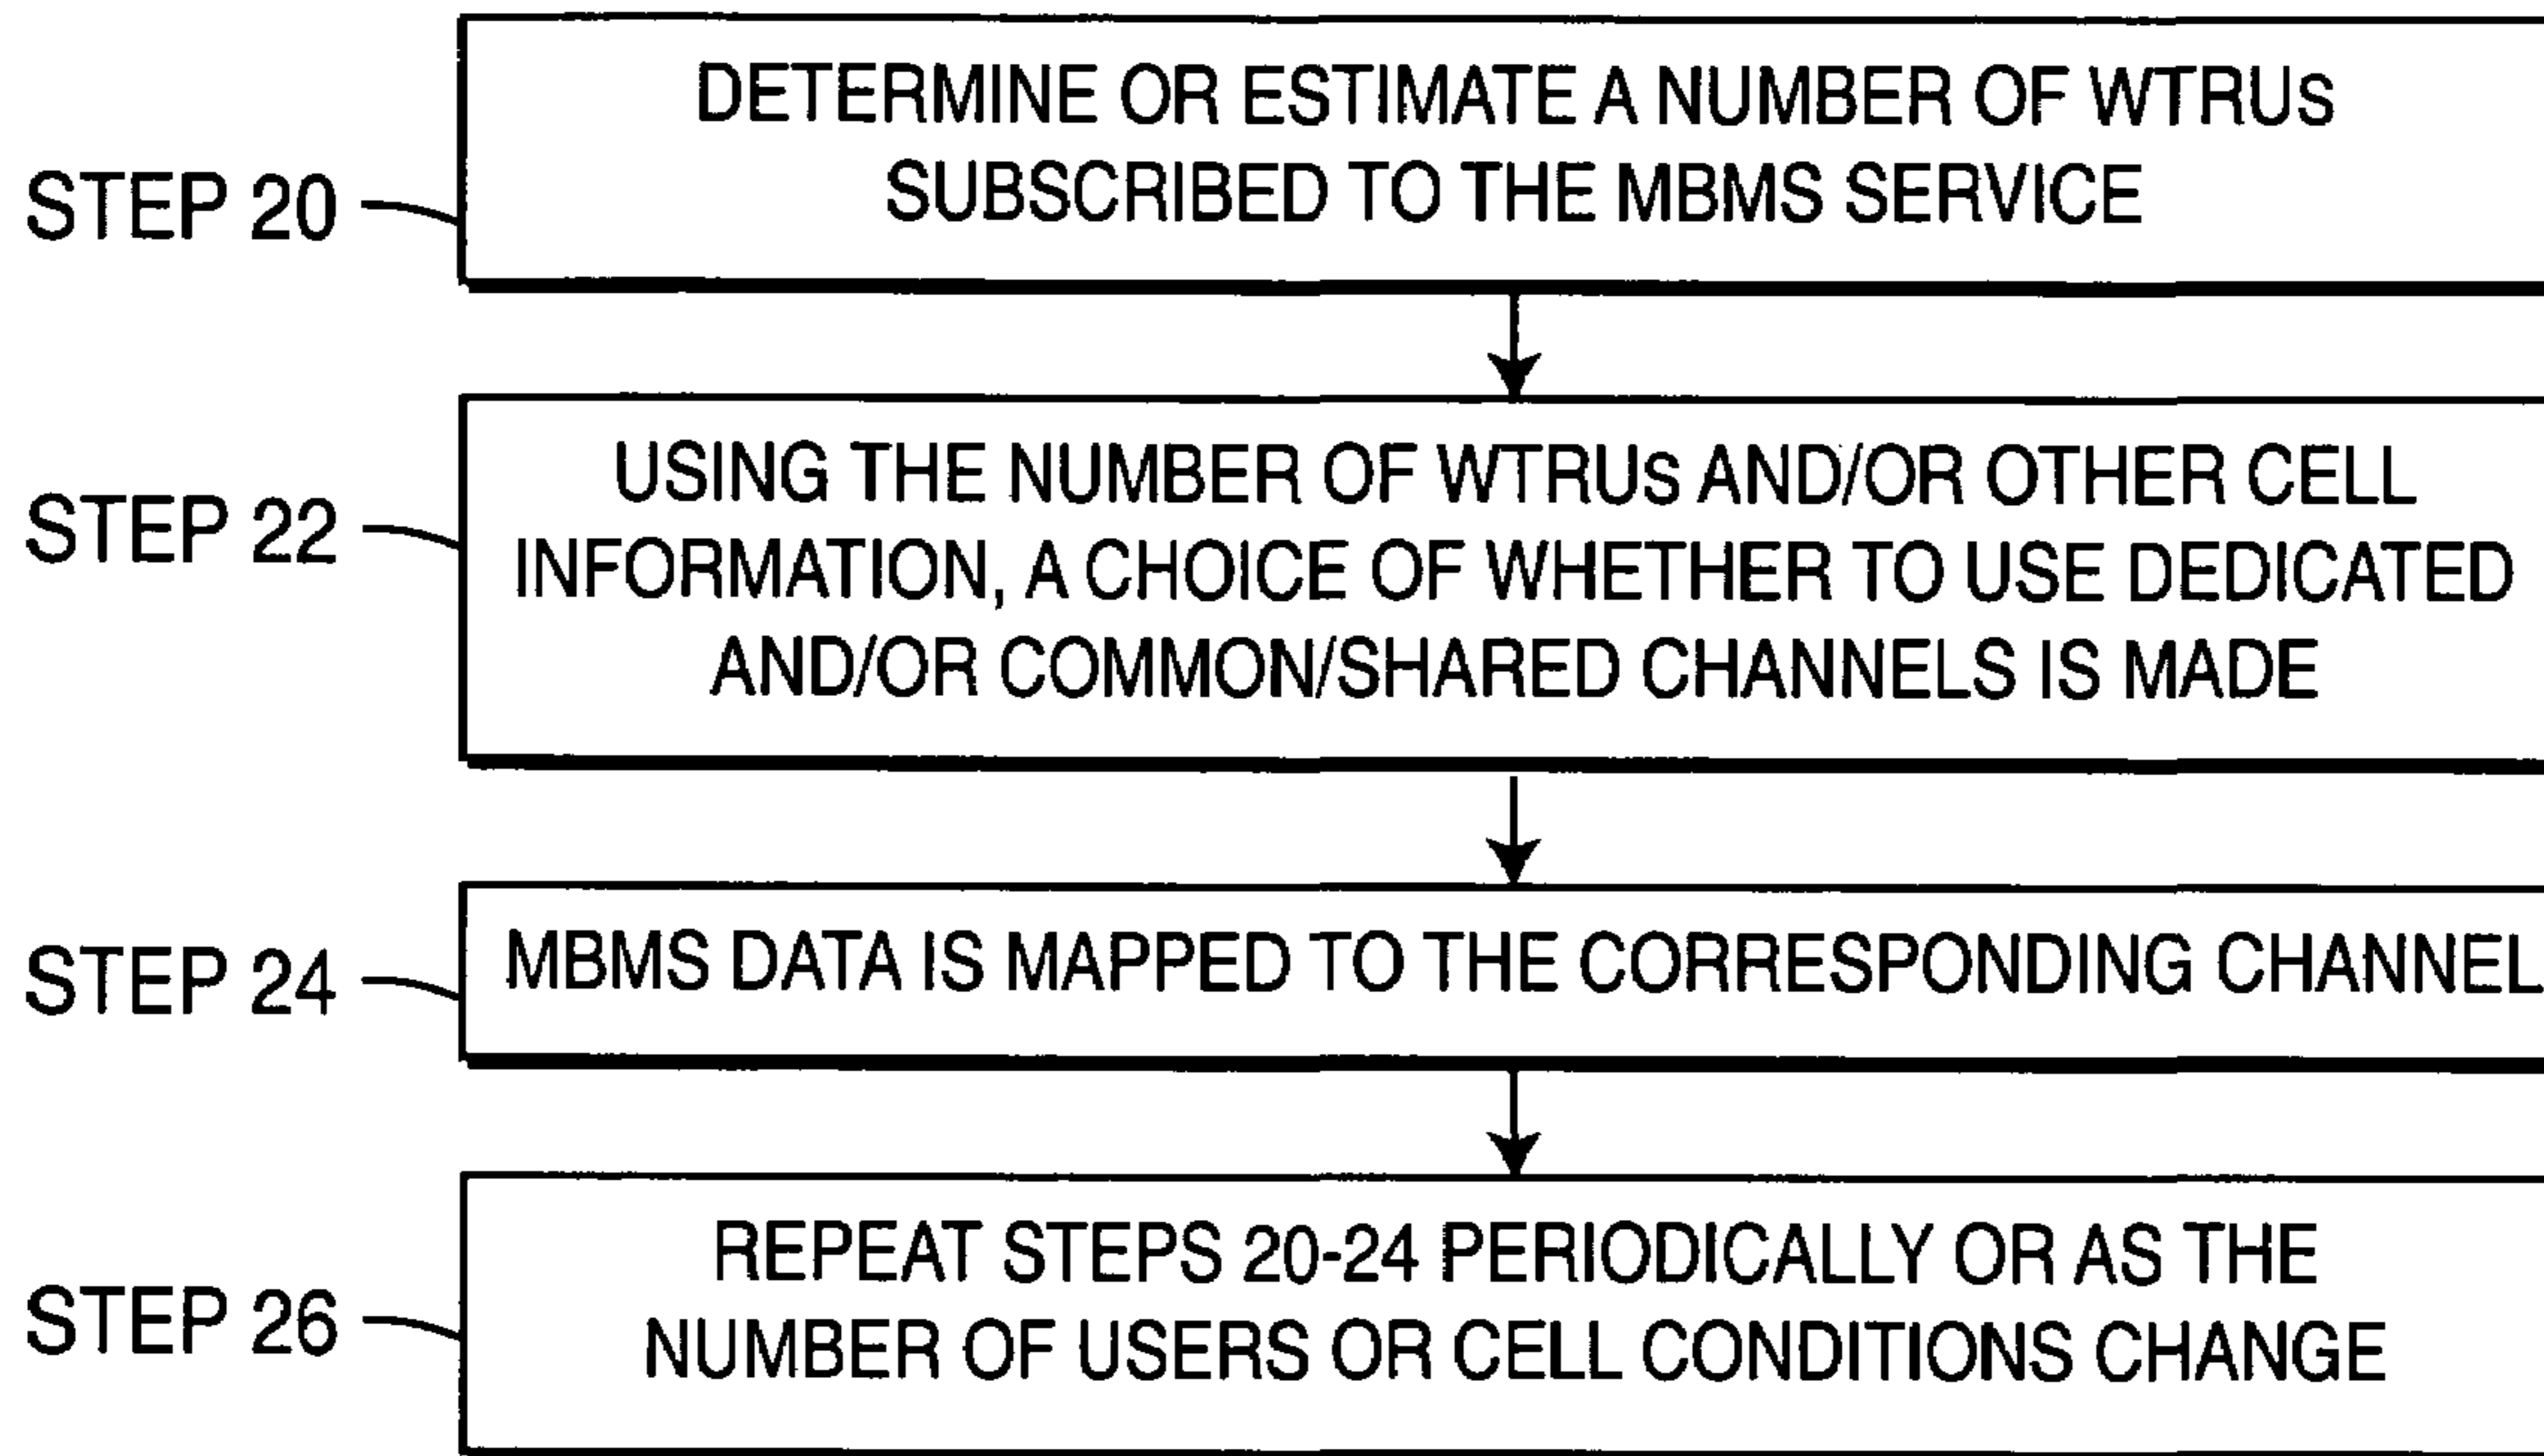 DETERMINE OR ESTIMATE A NUMBER OF WTRUs
SUBSCRIBED TO THE MBMS SERVICE
STEP 20
USING THE NUMBER OF WTRUs AND/OR OTHER CELL
INFORMATION, A CHOICE OF WHETHER TO USE DEDICATED
AND/OR COMMON/SHARED CHANNELS IS MADE
STEP 22
MBMS DATA IS MAPPED TO THE CORRESPONDING CHANNEL
STEP 24
REPEAT STEPS 20-24 PERIODICALLY OR AS THE
NUMBER OF USERS OR CELL CONDITIONS CHANGE
STEP 26